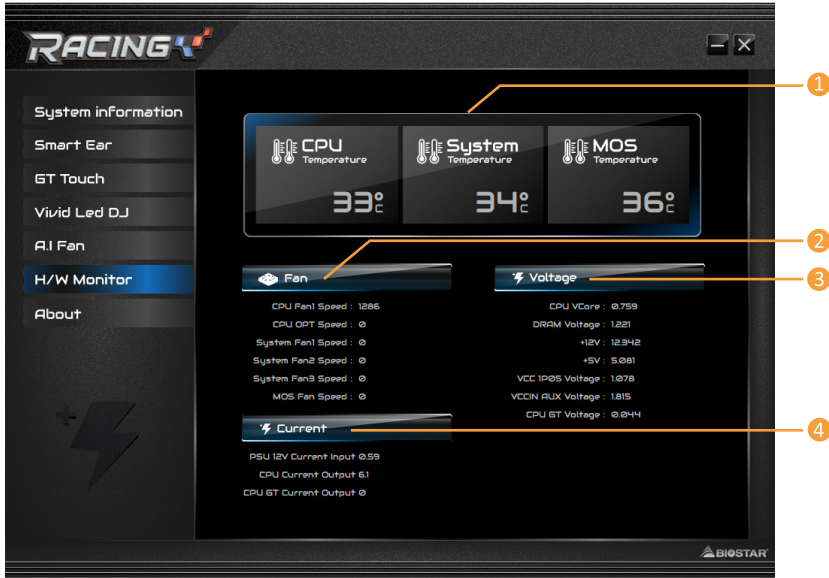 RACING
1
System information
Smart Ear
GT Touch
Vivid Led DJ
A.I Fan
H/W Monitor
About
CPU
Temperature
33°C
System
Temperature
34°C
MOS
Temperature
36°C
2
Fan
CPU Fan1 Speed : 1286
CPU OPT Speed : 0
System Fan1 Speed : 0
System Fan2 Speed : 0
System Fan3 Speed : 0
MOS Fan Speed : 0
3
Voltage
CPU VCore : 0.759
DRAM Voltage : 1.221
+12V : 12.342
+5V : 5.081
VCC 1P05 Voltage : 1.078
VCCIN AUX Voltage : 1.815
CPU GT Voltage : 0.044
4
Current
PSU 12V Current Input 0.59
CPU Current Output 6.1
CPU GT Current Output 0
BIOSTAR